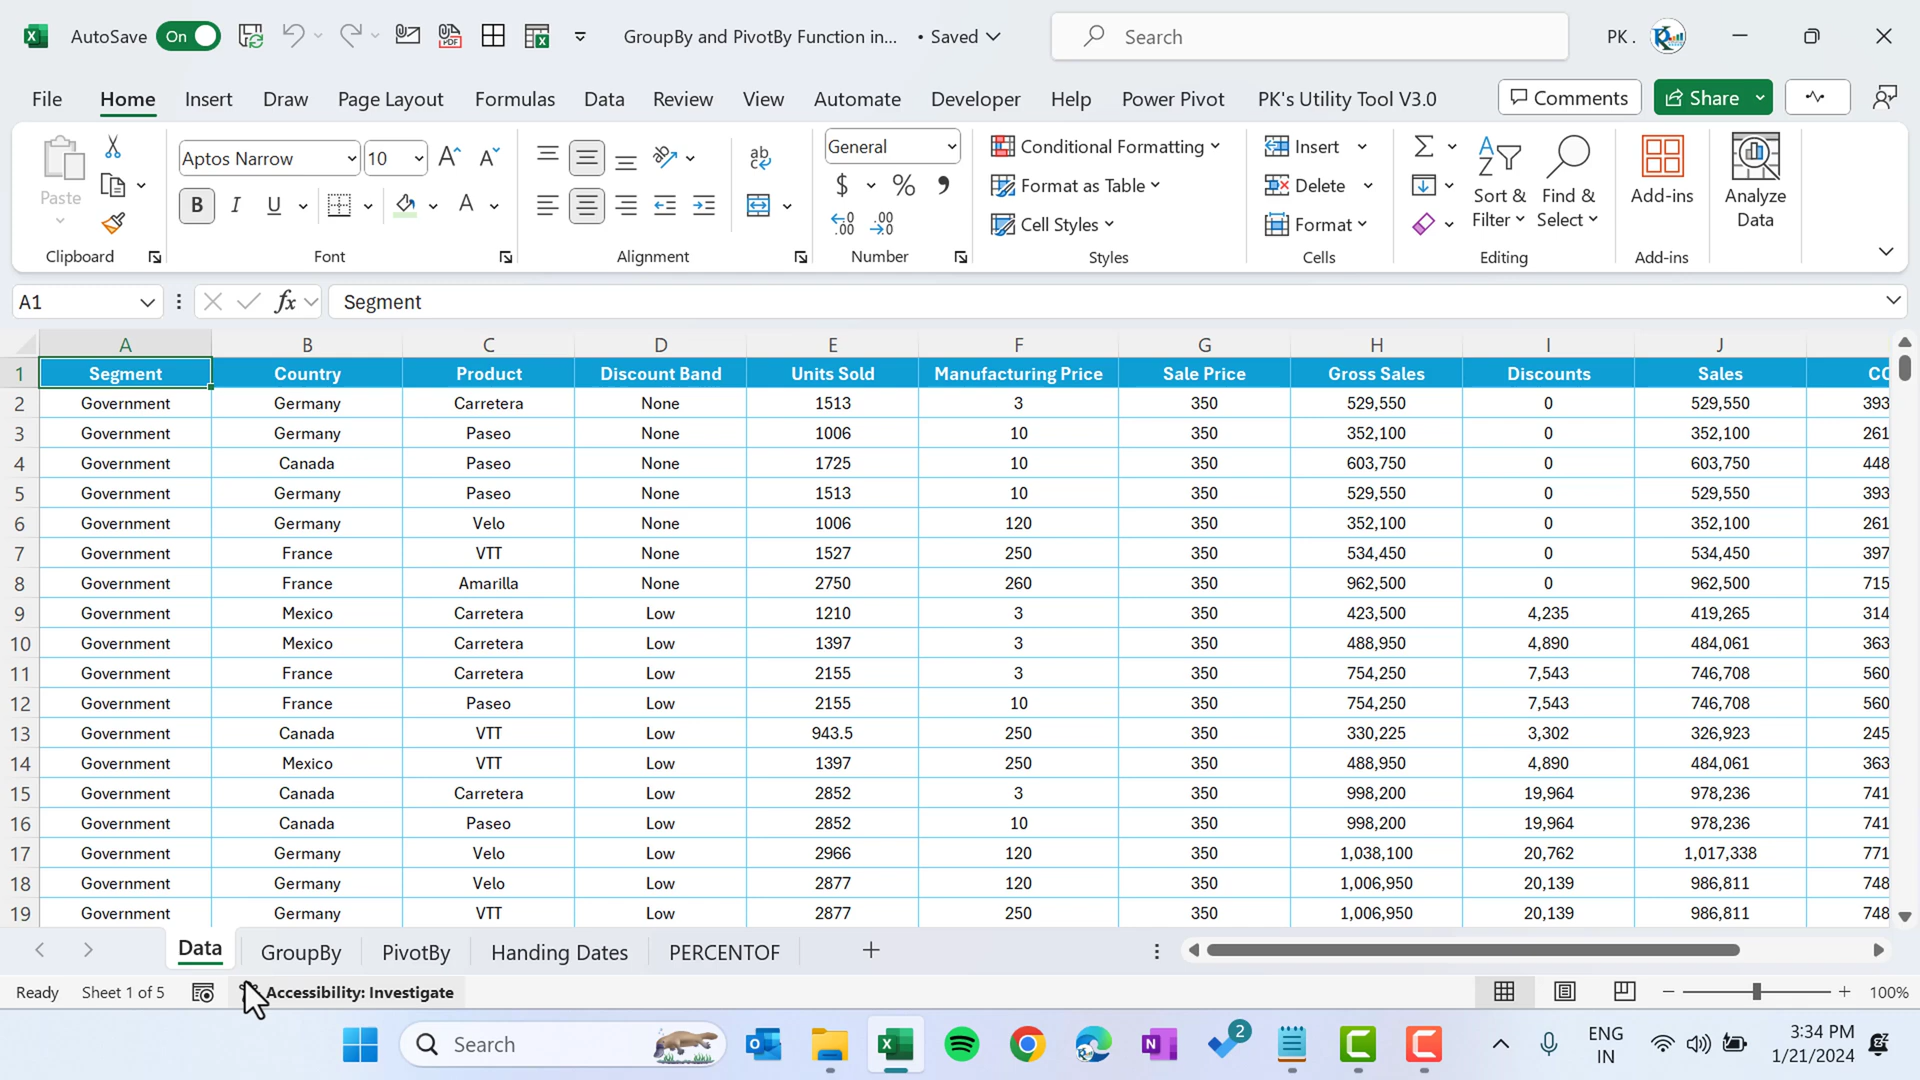 AutoSave On GroupBy and PivotBy Function in... • Saved Search PK .
File Home Insert Draw Page Layout Formulas Data Review View Automate Developer Help Power Pivot PK's Utility Tool V3.0 Comments Share
Paste Aptos Narrow 10 General Conditional Formatting Format as Table Cell Styles Insert Delete Format Sort & Filter Find & Select Add-ins Analyze Data
Clipboard Font Alignment Number Styles Cells Editing Add-ins
A1 fx Segment
A B C D E F G H I J
1 Segment Country Product Discount Band Units Sold Manufacturing Price Sale Price Gross Sales Discounts Sales CO
2 Government Germany Carretera None 1513 3 350 529,550 0 529,550 393
3 Government Germany Paseo None 1006 10 350 352,100 0 352,100 261
4 Government Canada Paseo None 1725 10 350 603,750 0 603,750 448
5 Government Germany Paseo None 1513 10 350 529,550 0 529,550 393
6 Government Germany Velo None 1006 120 350 352,100 0 352,100 261
7 Government France VTT None 1527 250 350 534,450 0 534,450 397
8 Government France Amarilla None 2750 260 350 962,500 0 962,500 715
9 Government Mexico Carretera Low 1210 3 350 423,500 4,235 419,265 314
10 Government Mexico Carretera Low 1397 3 350 488,950 4,890 484,061 363
11 Government France Carretera Low 2155 3 350 754,250 7,543 746,708 560
12 Government France Paseo Low 2155 10 350 754,250 7,543 746,708 560
13 Government Canada VTT Low 943.5 250 350 330,225 3,302 326,923 245
14 Government Mexico VTT Low 1397 250 350 488,950 4,890 484,061 363
15 Government Canada Carretera Low 2852 3 350 998,200 19,964 978,236 741
16 Government Canada Paseo Low 2852 10 350 998,200 19,964 978,236 741
17 Government Germany Velo Low 2966 120 350 1,038,100 20,762 1,017,338 771
18 Government Germany Velo Low 2877 120 350 1,006,950 20,139 986,811 748
19 Government Germany VTT Low 2877 250 350 1,006,950 20,139 986,811 748
Data GroupBy PivotBy Handing Dates PERCENTOF
Ready Sheet 1 of 5 Accessibility: Investigate 100%
Search 2 ENG IN 3:34 PM 1/21/2024